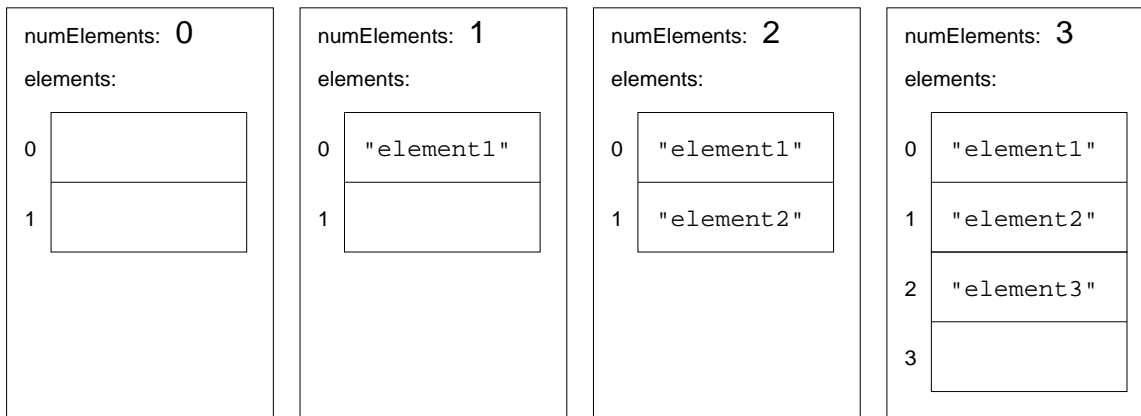 numElements: 0
elements:
0
1
numElements: 1
elements:
0 "element1"
1
numElements: 2
elements:
0 "element1"
1 "element2"
numElements: 3
elements:
0 "element1"
1 "element2"
2 "element3"
3